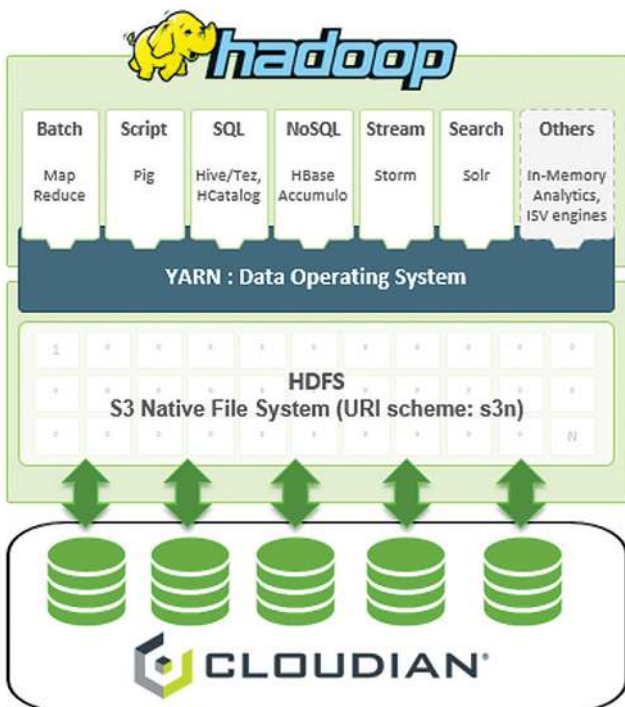 hadoop
Batch
Map
Reduce
Script
Pig
SQL
Hive/Tez,
HCatalog
NoSQL
HBase
Accumulo
Stream
Storm
Search
Solr
Others
In-Memory
Analytics,
ISV engines
YARN : Data Operating System
1
HDFS
S3 Native File System (URI scheme: s3n)
N
CLOUDIAN®